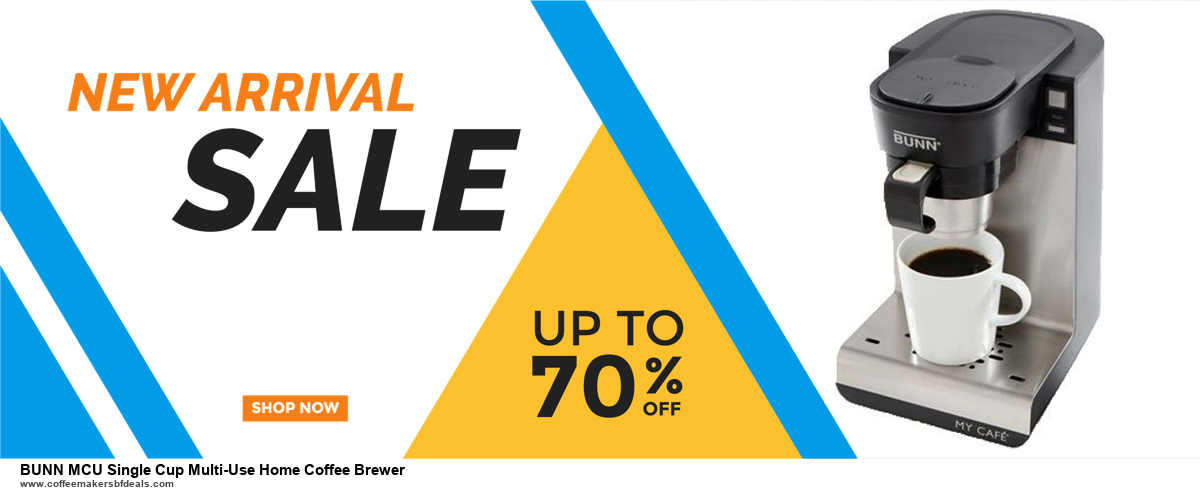 NEW ARRIVAL
SALE
UP TO
70%
OFF
SHOP NOW
BUNN®
MY CAFÉ®
BUNN MCU Single Cup Multi-Use Home Coffee Brewer
www.coffeemakersbfdeals.com